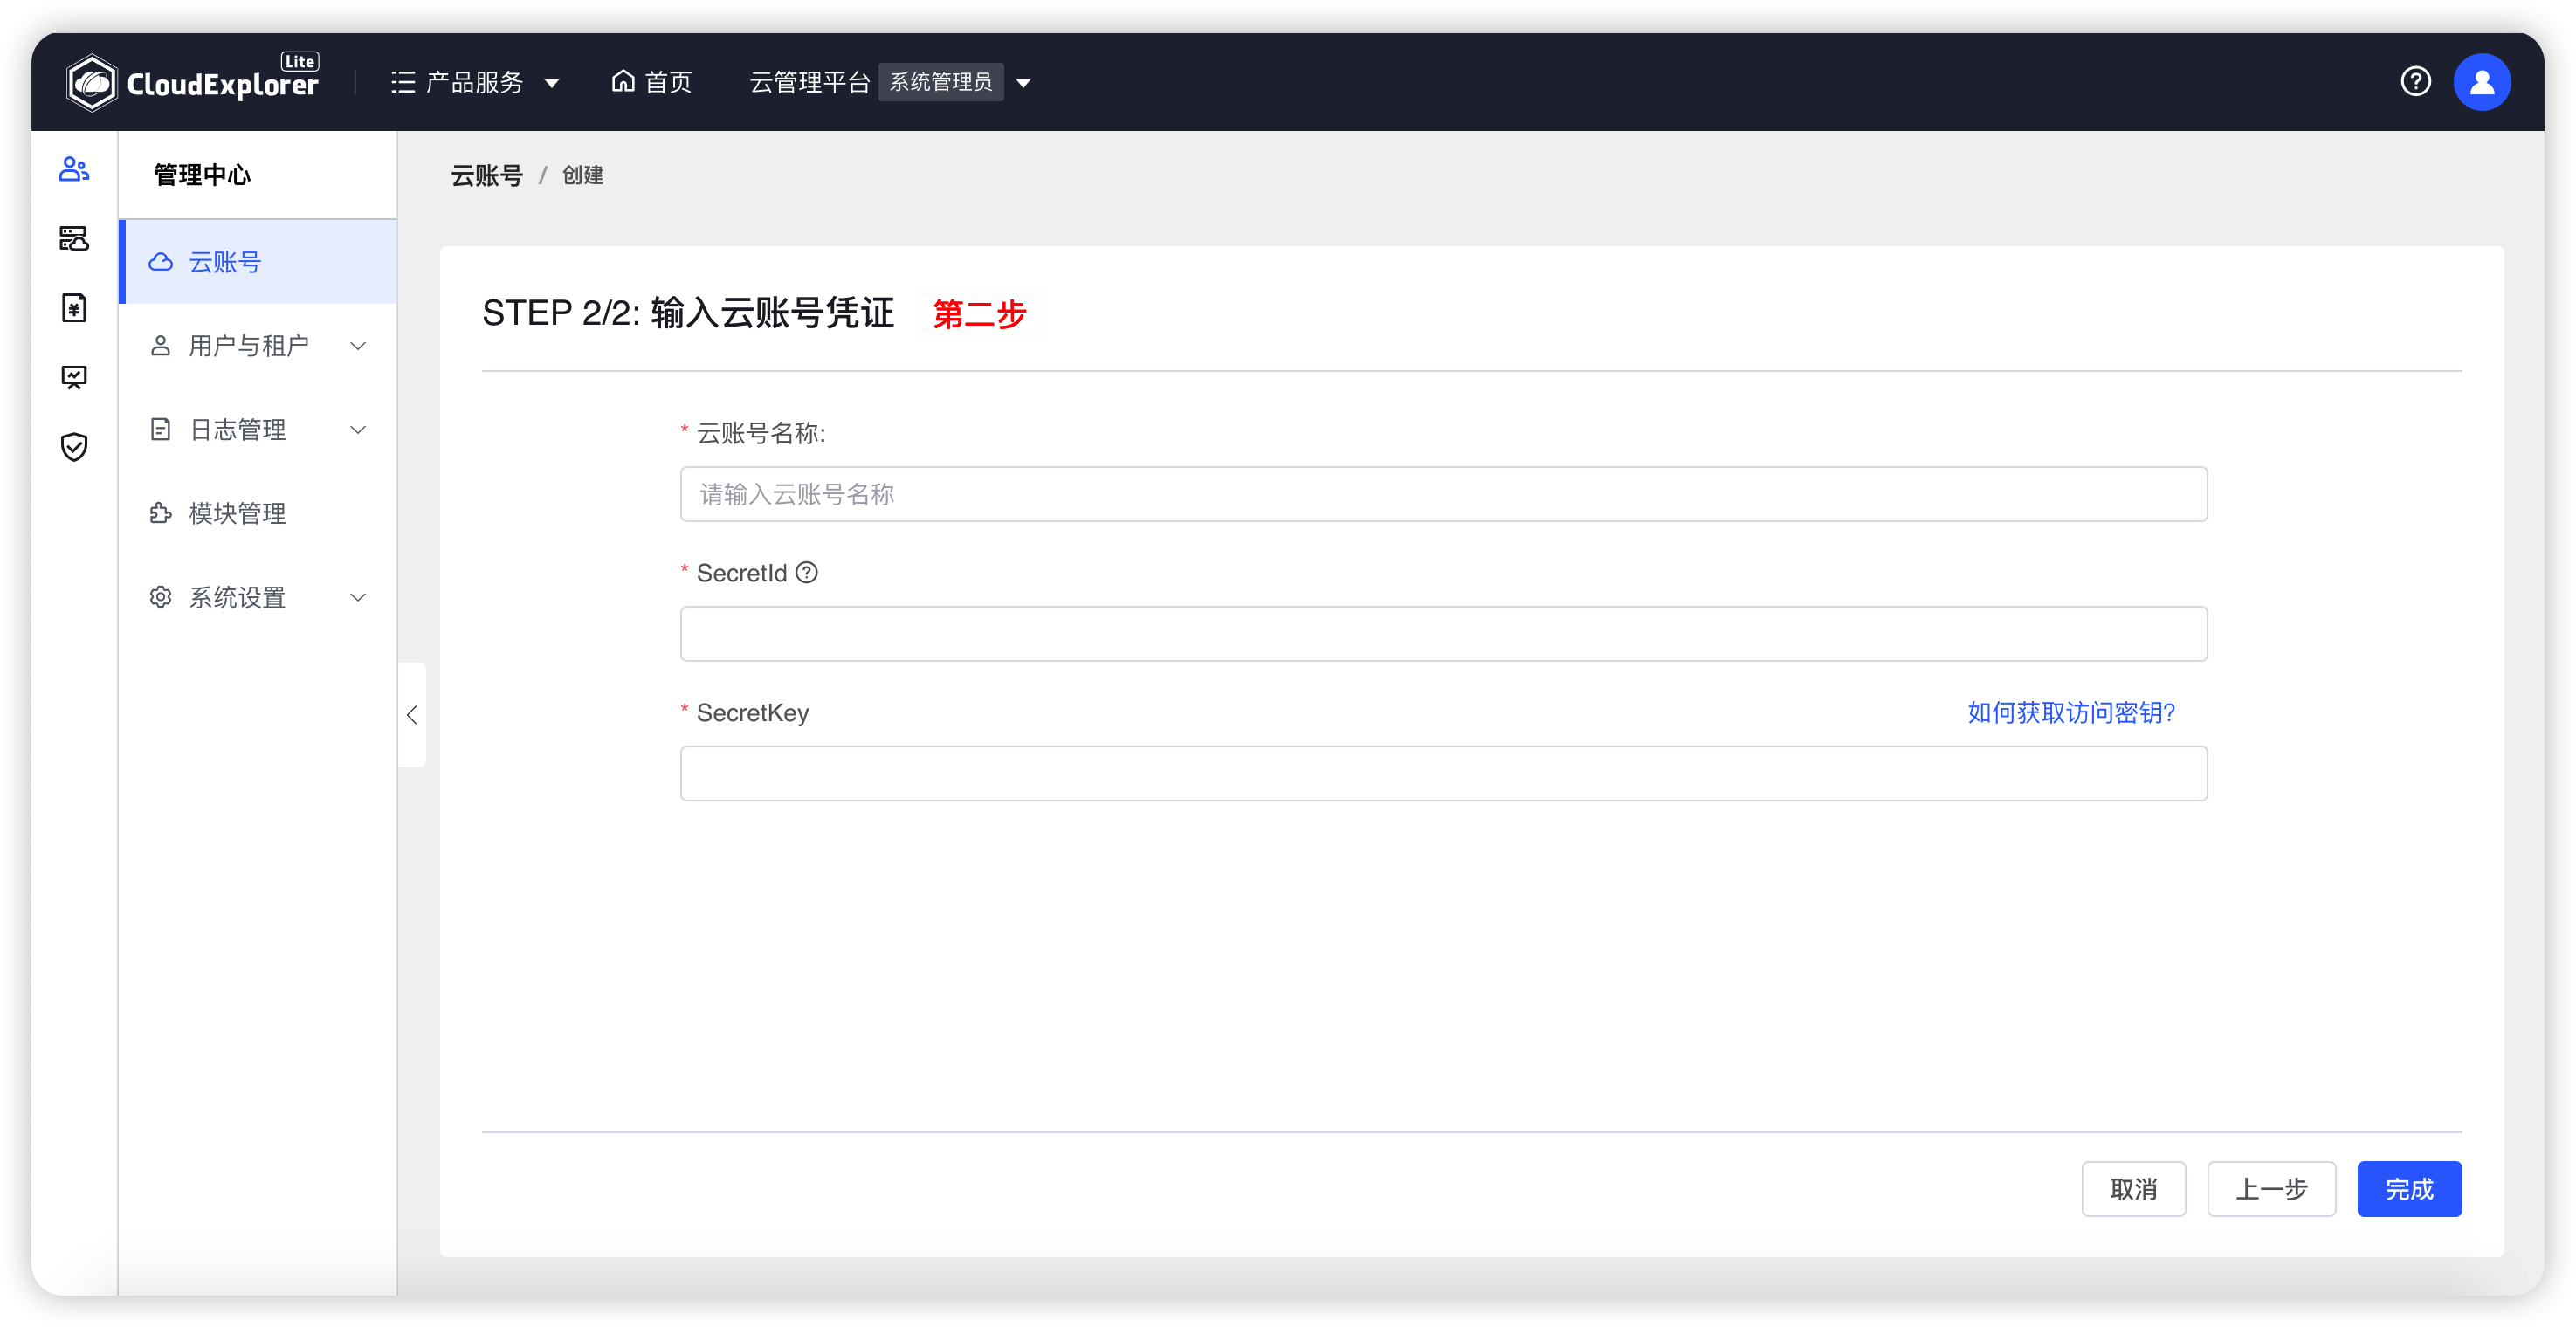 CloudExplorer Lite
产品服务
首页
云管理平台 系统管理员
管理中心
云账号
用户与租户
日志管理
模块管理
系统设置
云账号 / 创建
STEP 2/2: 输入云账号凭证 第二步
* 云账号名称:
请输入云账号名称
* SecretId
* SecretKey 如何获取访问密钥?
取消 上一步 完成